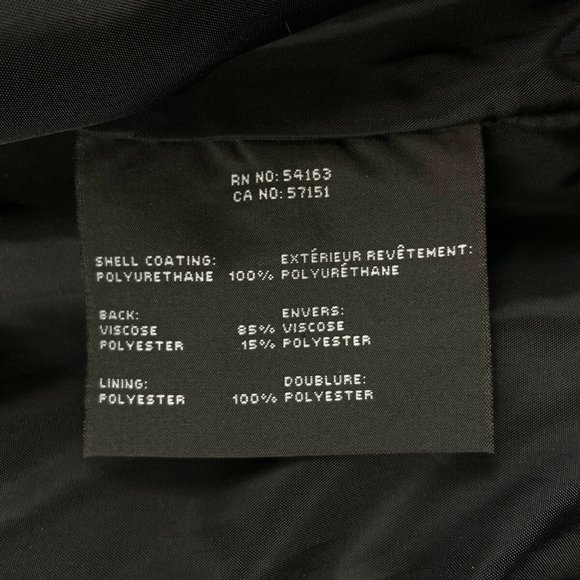 RN NO: 54163
CA NO: 57151
SHELL COATING: EXTÉRIEUR REVÊTEMENT:
POLYURETHANE 100% POLYURÉTHANE
BACK: ENVERS:
VISCOSE 85% VISCOSE
POLYESTER 15% POLYESTER
LINING: DOUBLURE:
POLYESTER 100% POLYESTER